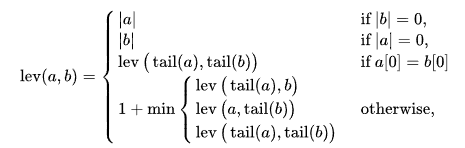 |a| if |b| = 0,
|b| if |a| = 0,
lev ( tail(a), tail(b) ) if a[0] = b[0]
lev(a, b) = { 1 + min { lev ( tail(a), b )
lev ( a, tail(b) ) otherwise,
lev ( tail(a), tail(b) )